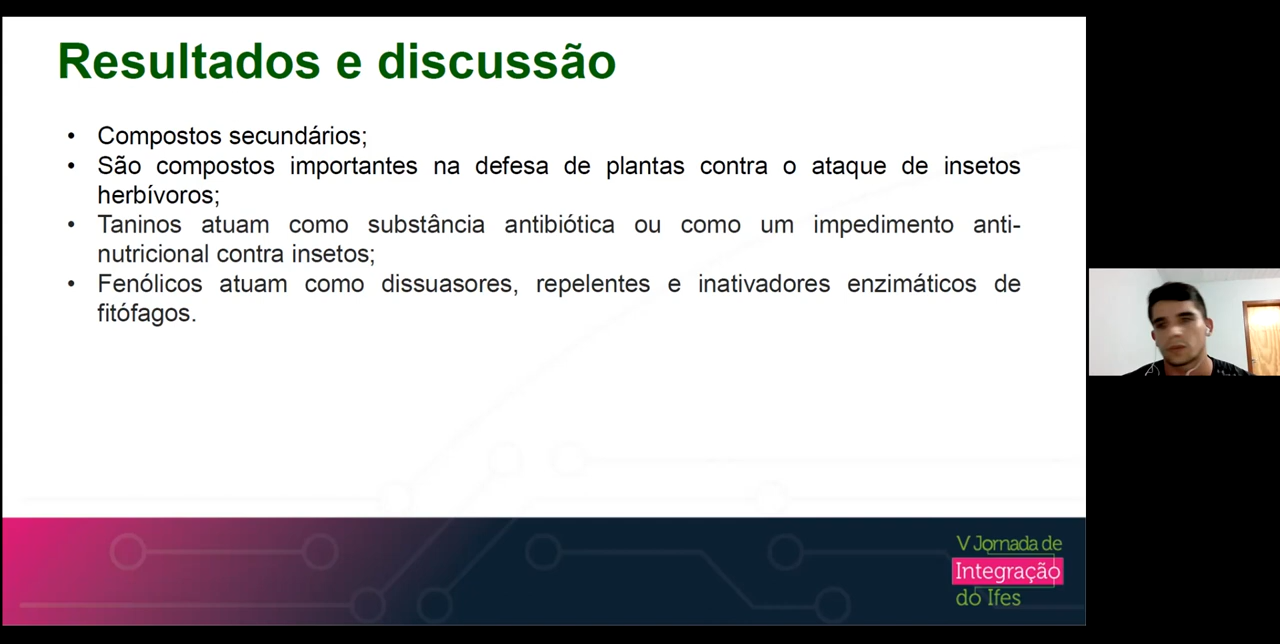 Resultados e discussão
• Compostos secundários;
• São compostos importantes na defesa de plantas contra o ataque de insetos
herbívoros;
• Taninos atuam como substância antibiótica ou como um impedimento anti-
nutricional contra insetos;
• Fenólicos atuam como dissuasores, repelentes e inativadores enzimáticos de
fitófagos.
V Jornada de
Integração
do Ifes